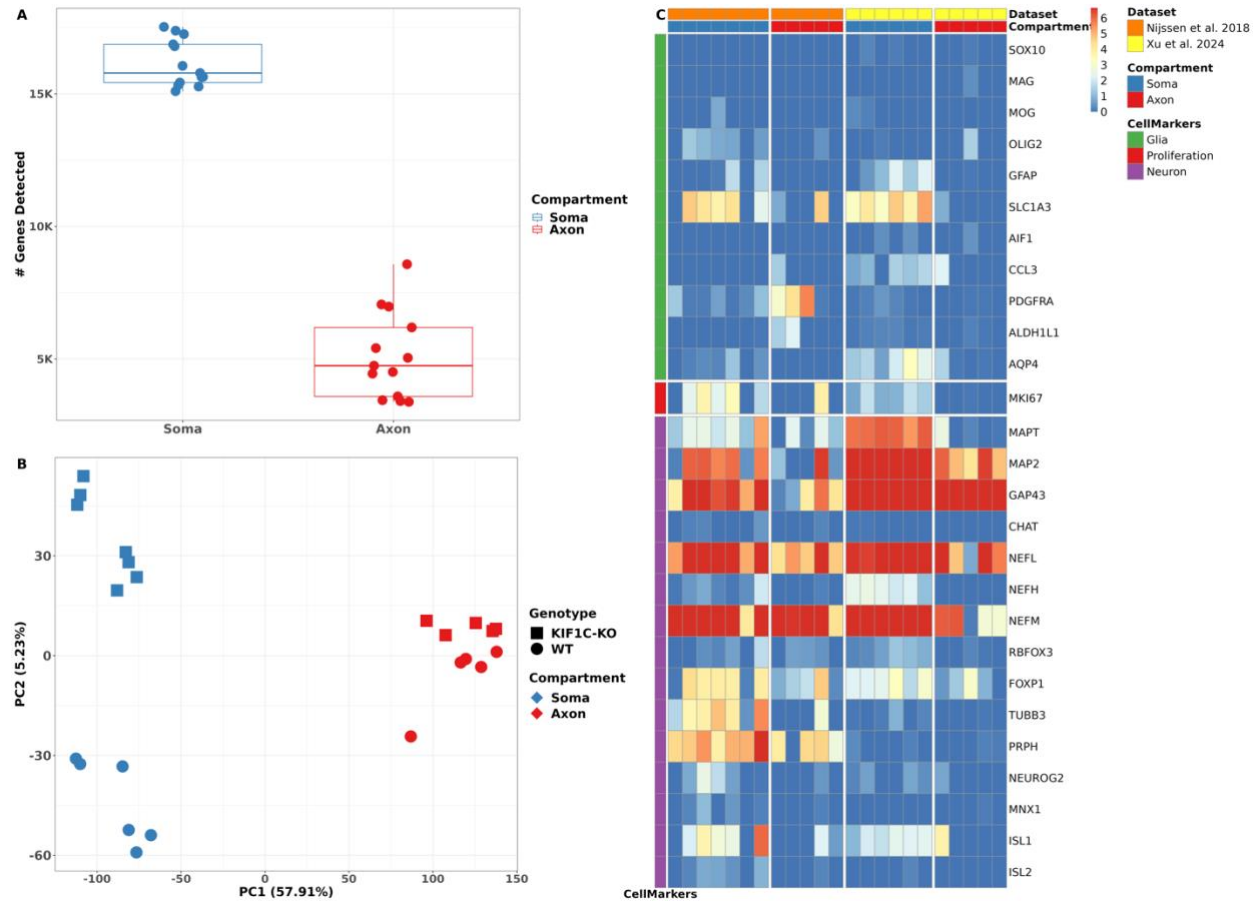 A
15K
10K
5K
# Genes Detected
Soma
Axon
Compartment
Soma
Axon
B
30
0
-30
-60
PC2 (5.23%)
-100
-50
0
50
100
150
PC1 (57.91%)
Genotype
KIF1C-KO
WT
Compartment
Soma
Axon
C
Dataset
Compartment
SOX10
MAG
MOG
OLIG2
GFAP
SLC1A3
AIF1
CCL3
PDGFRA
ALDH1L1
AQP4
MKI67
MAPT
MAP2
GAP43
CHAT
NEFL
NEFH
NEFM
RBFOX3
FOXP1
TUBB3
PRPH
NEUROG2
MNX1
ISL1
ISL2
CellMarkers
6
5
4
3
2
1
0
Dataset
Nijssen et al. 2018
Xu et al. 2024
Compartment
Soma
Axon
CellMarkers
Glia
Proliferation
Neuron